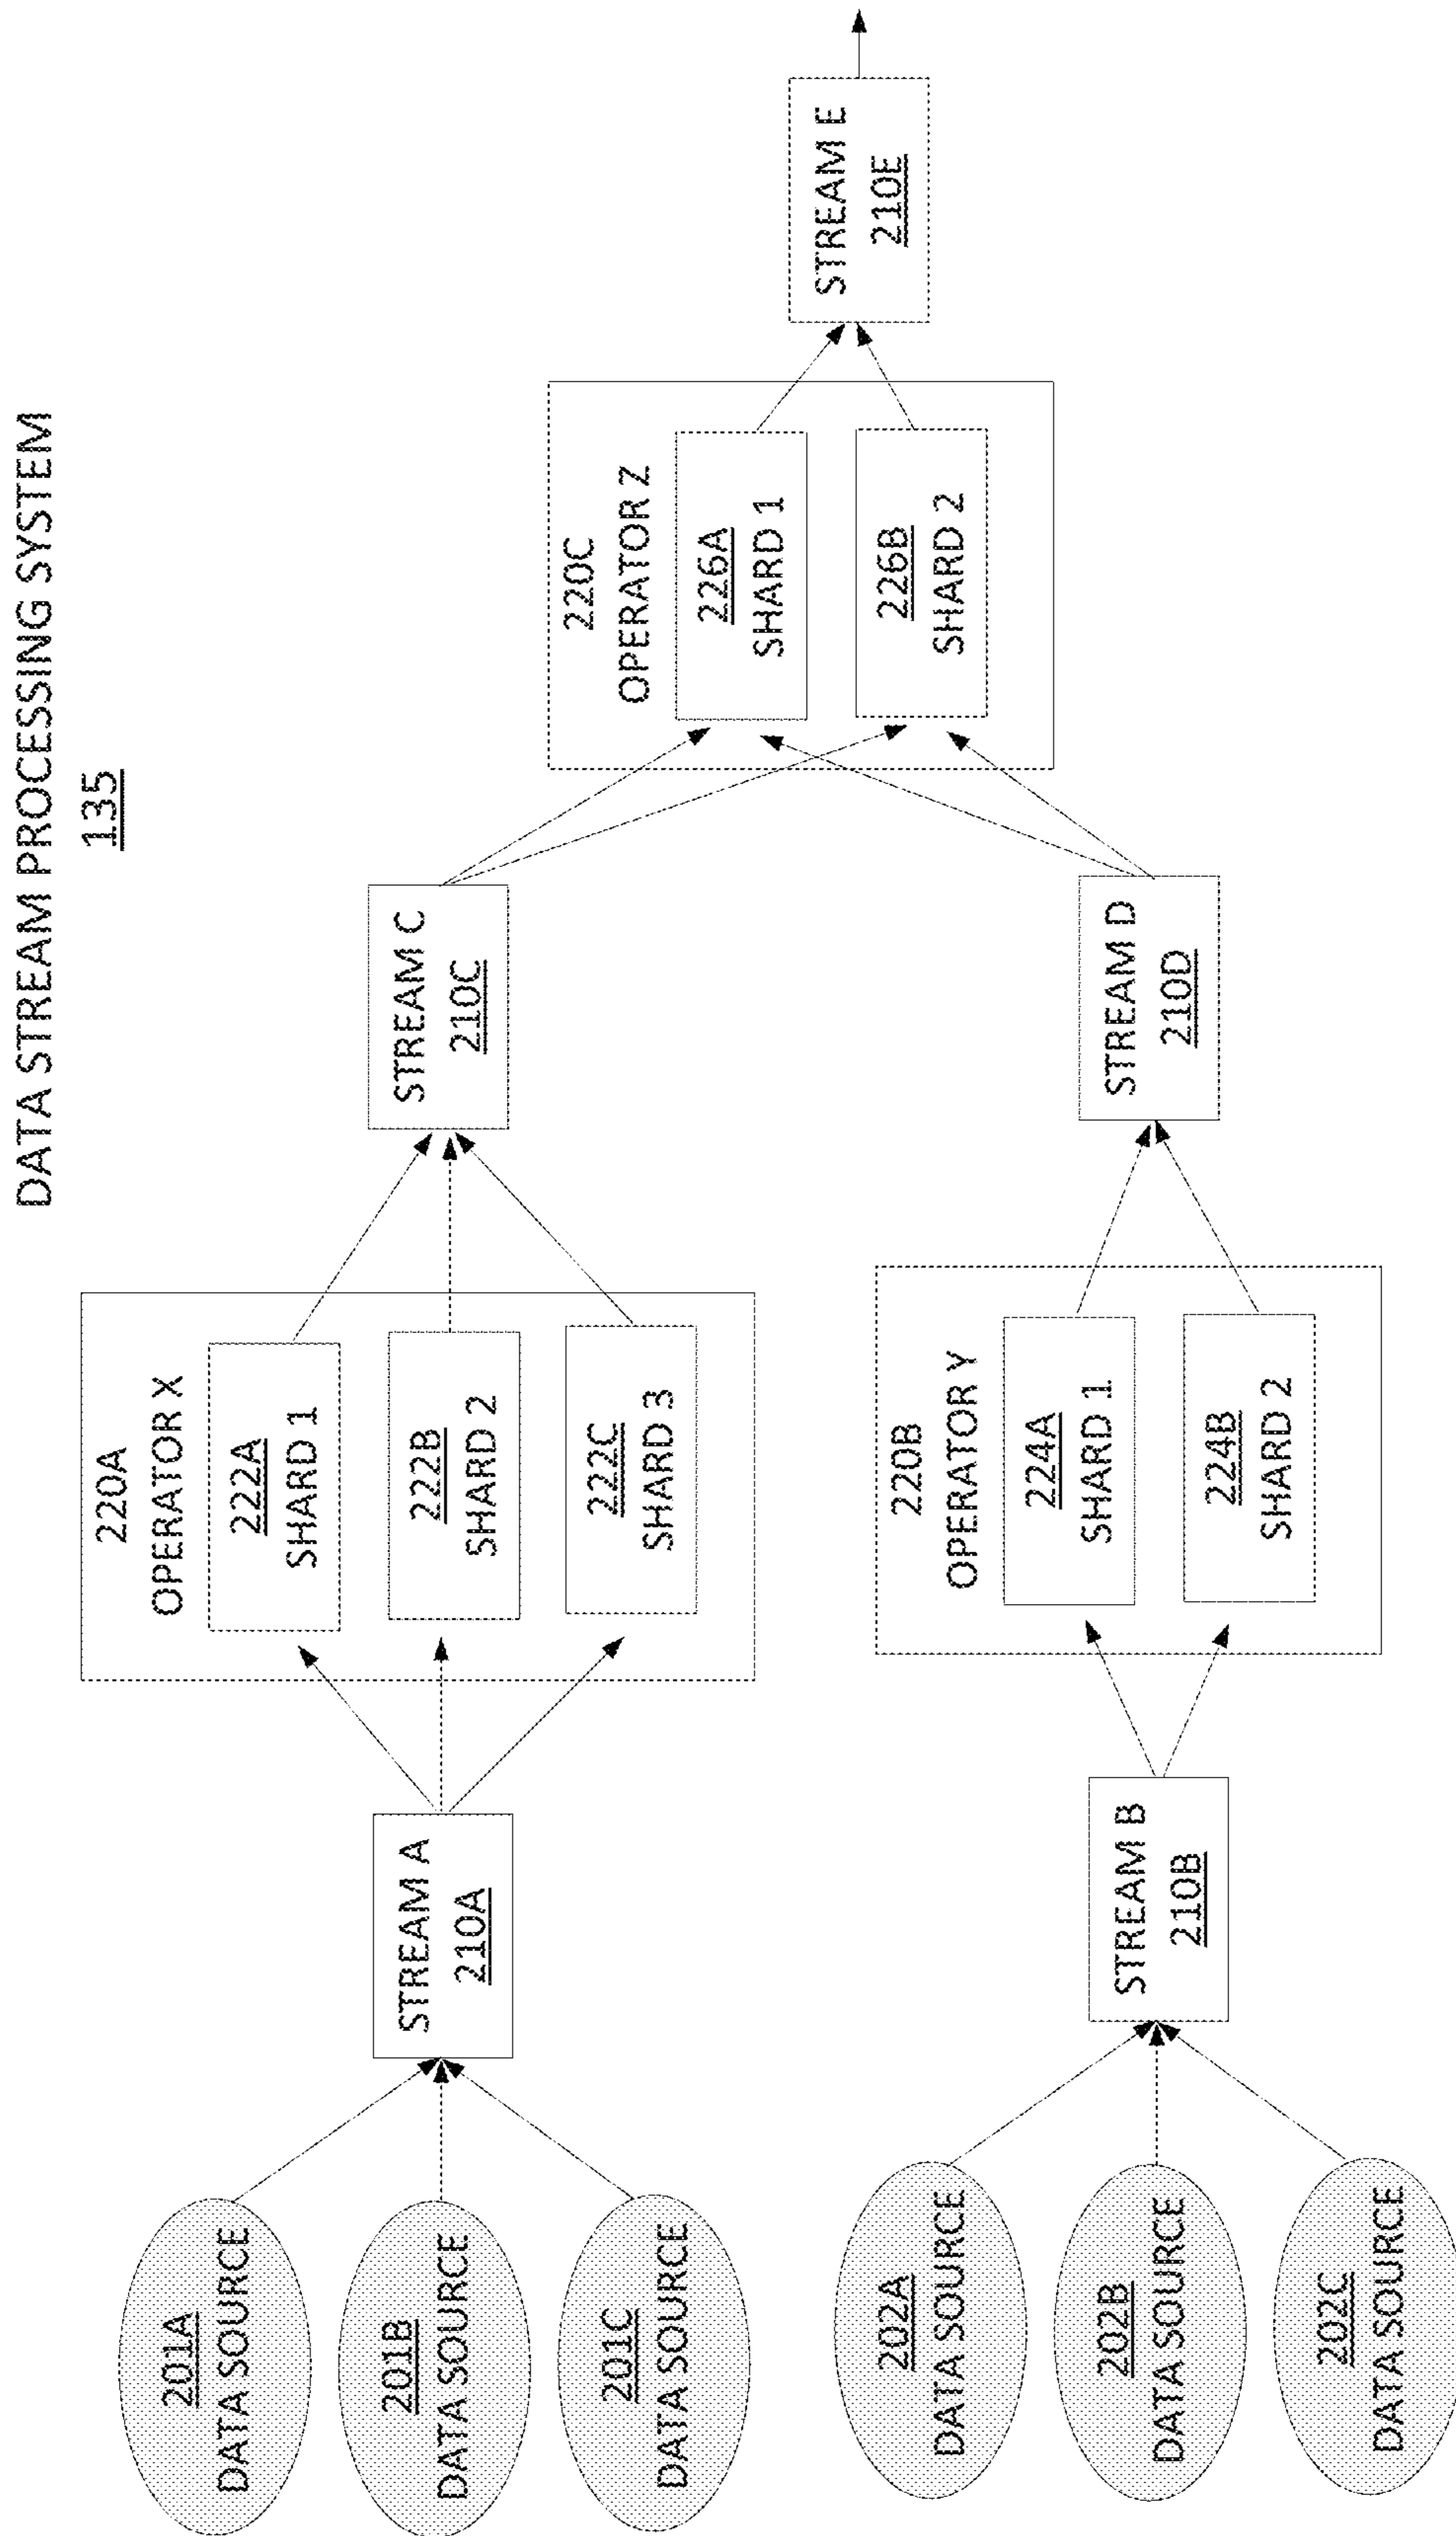 DATA STREAM PROCESSING SYSTEM
135
201A
DATA SOURCE
201B
DATA SOURCE
201C
DATA SOURCE
STREAM A
210A
220A
OPERATOR X
222A
SHARD 1
222B
SHARD 2
222C
SHARD 3
STREAM C
210C
202A
DATA SOURCE
202B
DATA SOURCE
202C
DATA SOURCE
STREAM B
210B
220B
OPERATOR Y
224A
SHARD 1
224B
SHARD 2
STREAM D
210D
220C
OPERATOR Z
226A
SHARD 1
226B
SHARD 2
STREAM E
210E